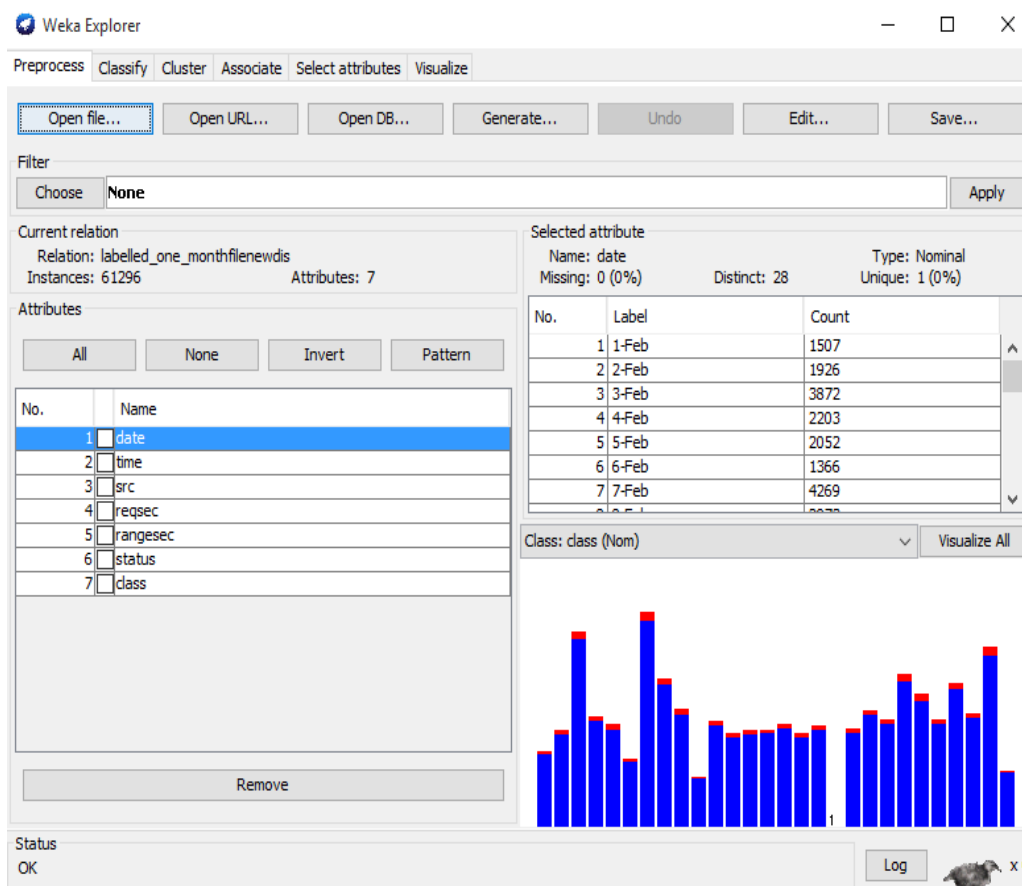 Weka Explorer
Preprocess Classify Cluster Associate Select attributes Visualize
Open file... Open URL... Open DB... Generate... Undo Edit... Save...
Filter
Choose None Apply
Current relation
Relation: labelled_one_monthfilenewdis
Instances: 61296 Attributes: 7
Attributes
All None Invert Pattern
No. Name
1 date
2 time
3 src
4 reqsec
5 rangesec
6 status
7 class
Remove
Selected attribute
Name: date Type: Nominal
Missing: 0 (0%) Distinct: 28 Unique: 1 (0%)
No. Label Count
1 1-Feb 1507
2 2-Feb 1926
3 3-Feb 3872
4 4-Feb 2203
5 5-Feb 2052
6 6-Feb 1366
7 7-Feb 4269
Class: class (Nom) Visualize All
1
Status
OK
Log x